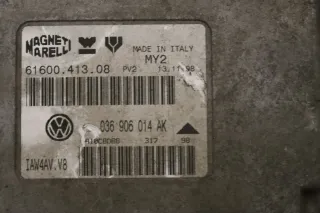 MAGNETI MARELLI
MADE IN ITALY
MY2
61600.413.08 PV2 13.11.98
036 906 014 AK
317 98
IAW4AV.V8